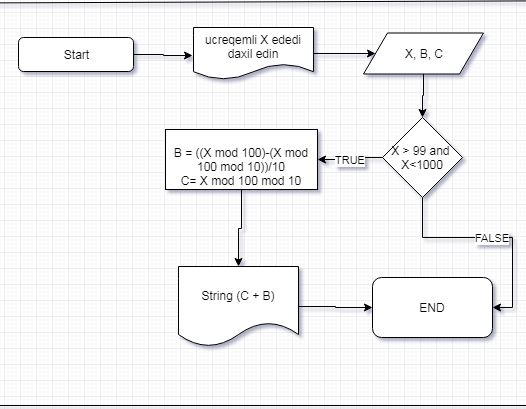 Start
ucreqemli X ededi
daxil edin
X, B, C
X > 99 and
X<1000
TRUE
B = ((X mod 100)-(X mod
100 mod 10))/10
C= X mod 100 mod 10
FALSE
String (C + B)
END